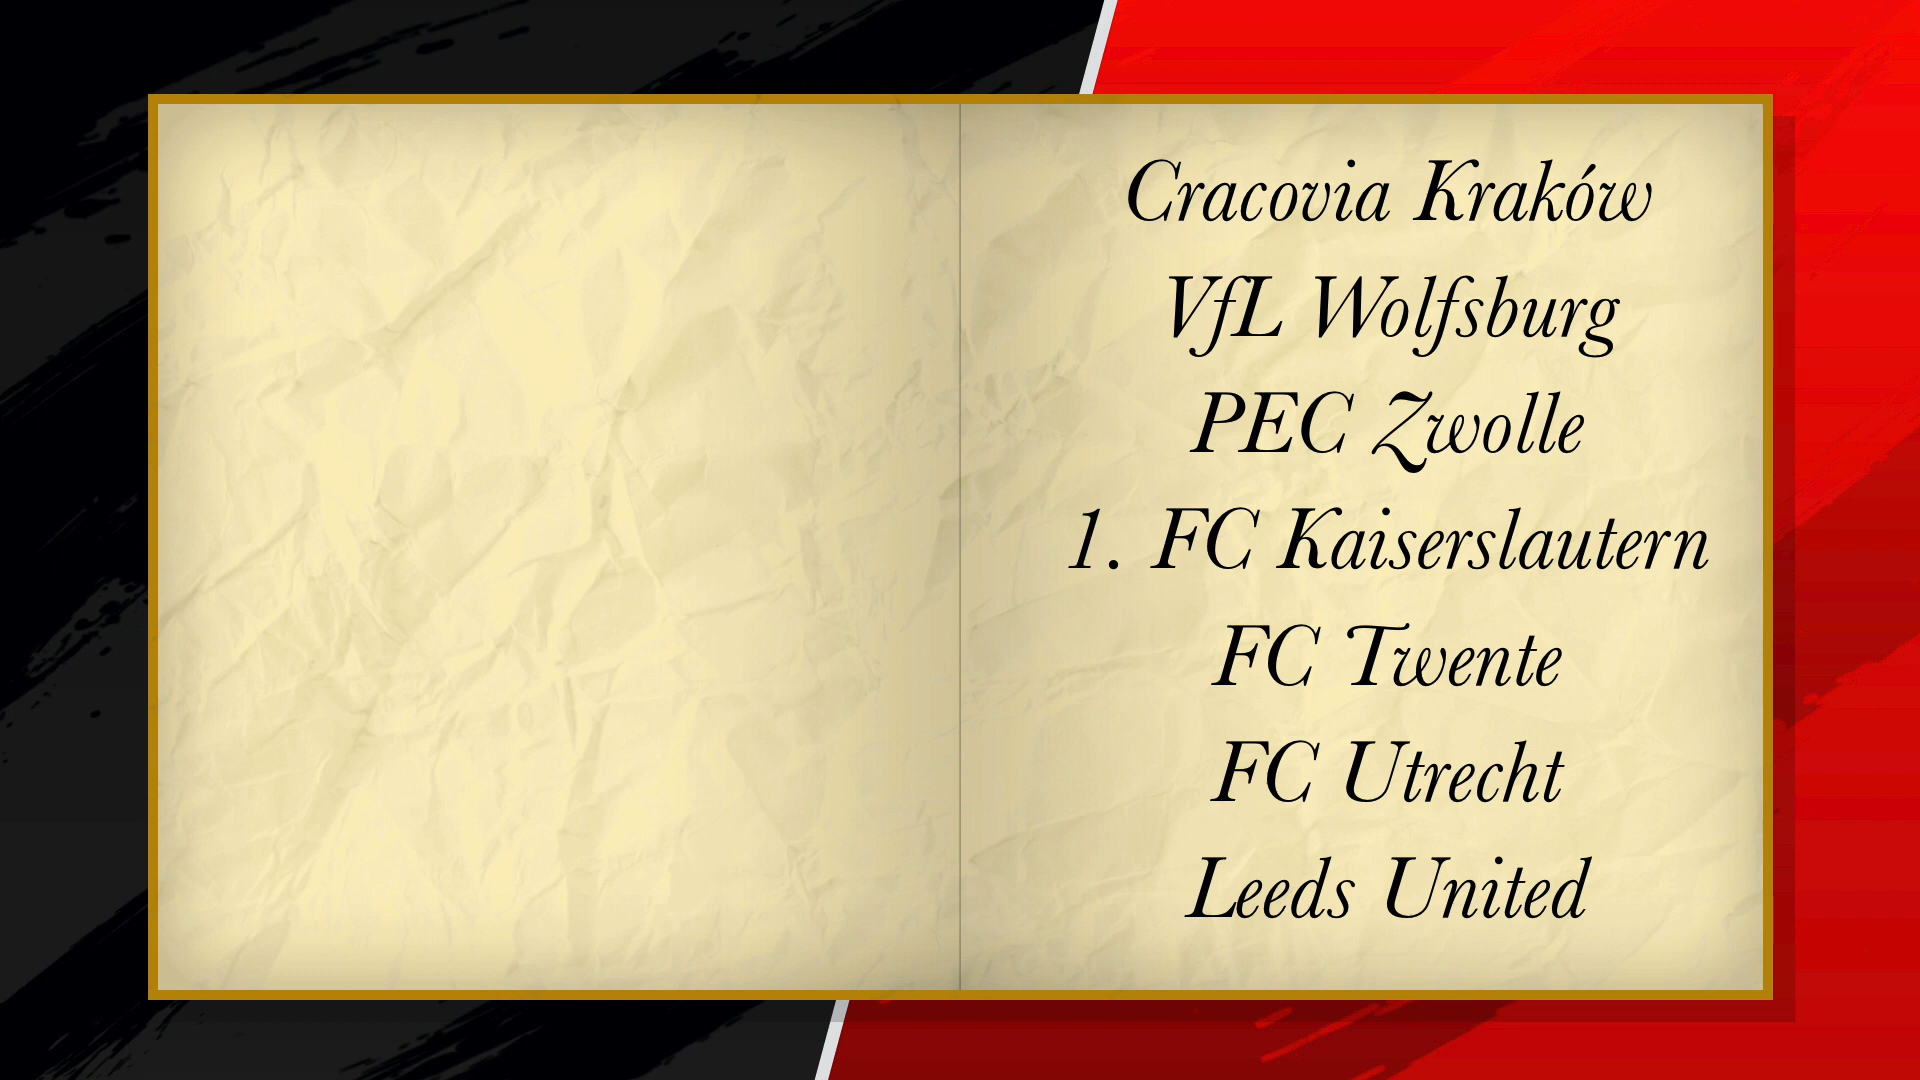 Cracovia Kraków
VfL Wolfsburg
PEC Zwolle
1. FC Kaiserslautern
FC Twente
FC Utrecht
Leeds United